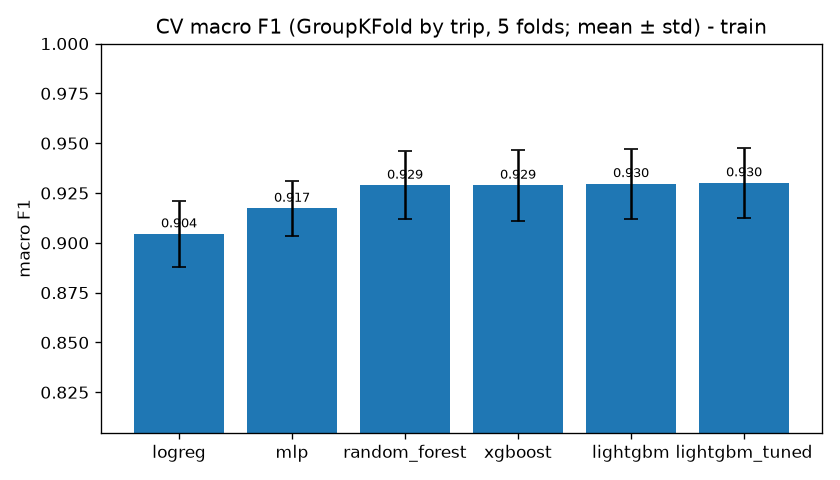 CV macro F1 (GroupKFold by trip, 5 folds; mean ± std) - train
macro F1
1.000
0.975
0.950
0.925
0.900
0.875
0.850
0.825
0.904
0.917
0.929
0.929
0.930
0.930
logreg
mlp
random_forest
xgboost
lightgbm
lightgbm_tuned